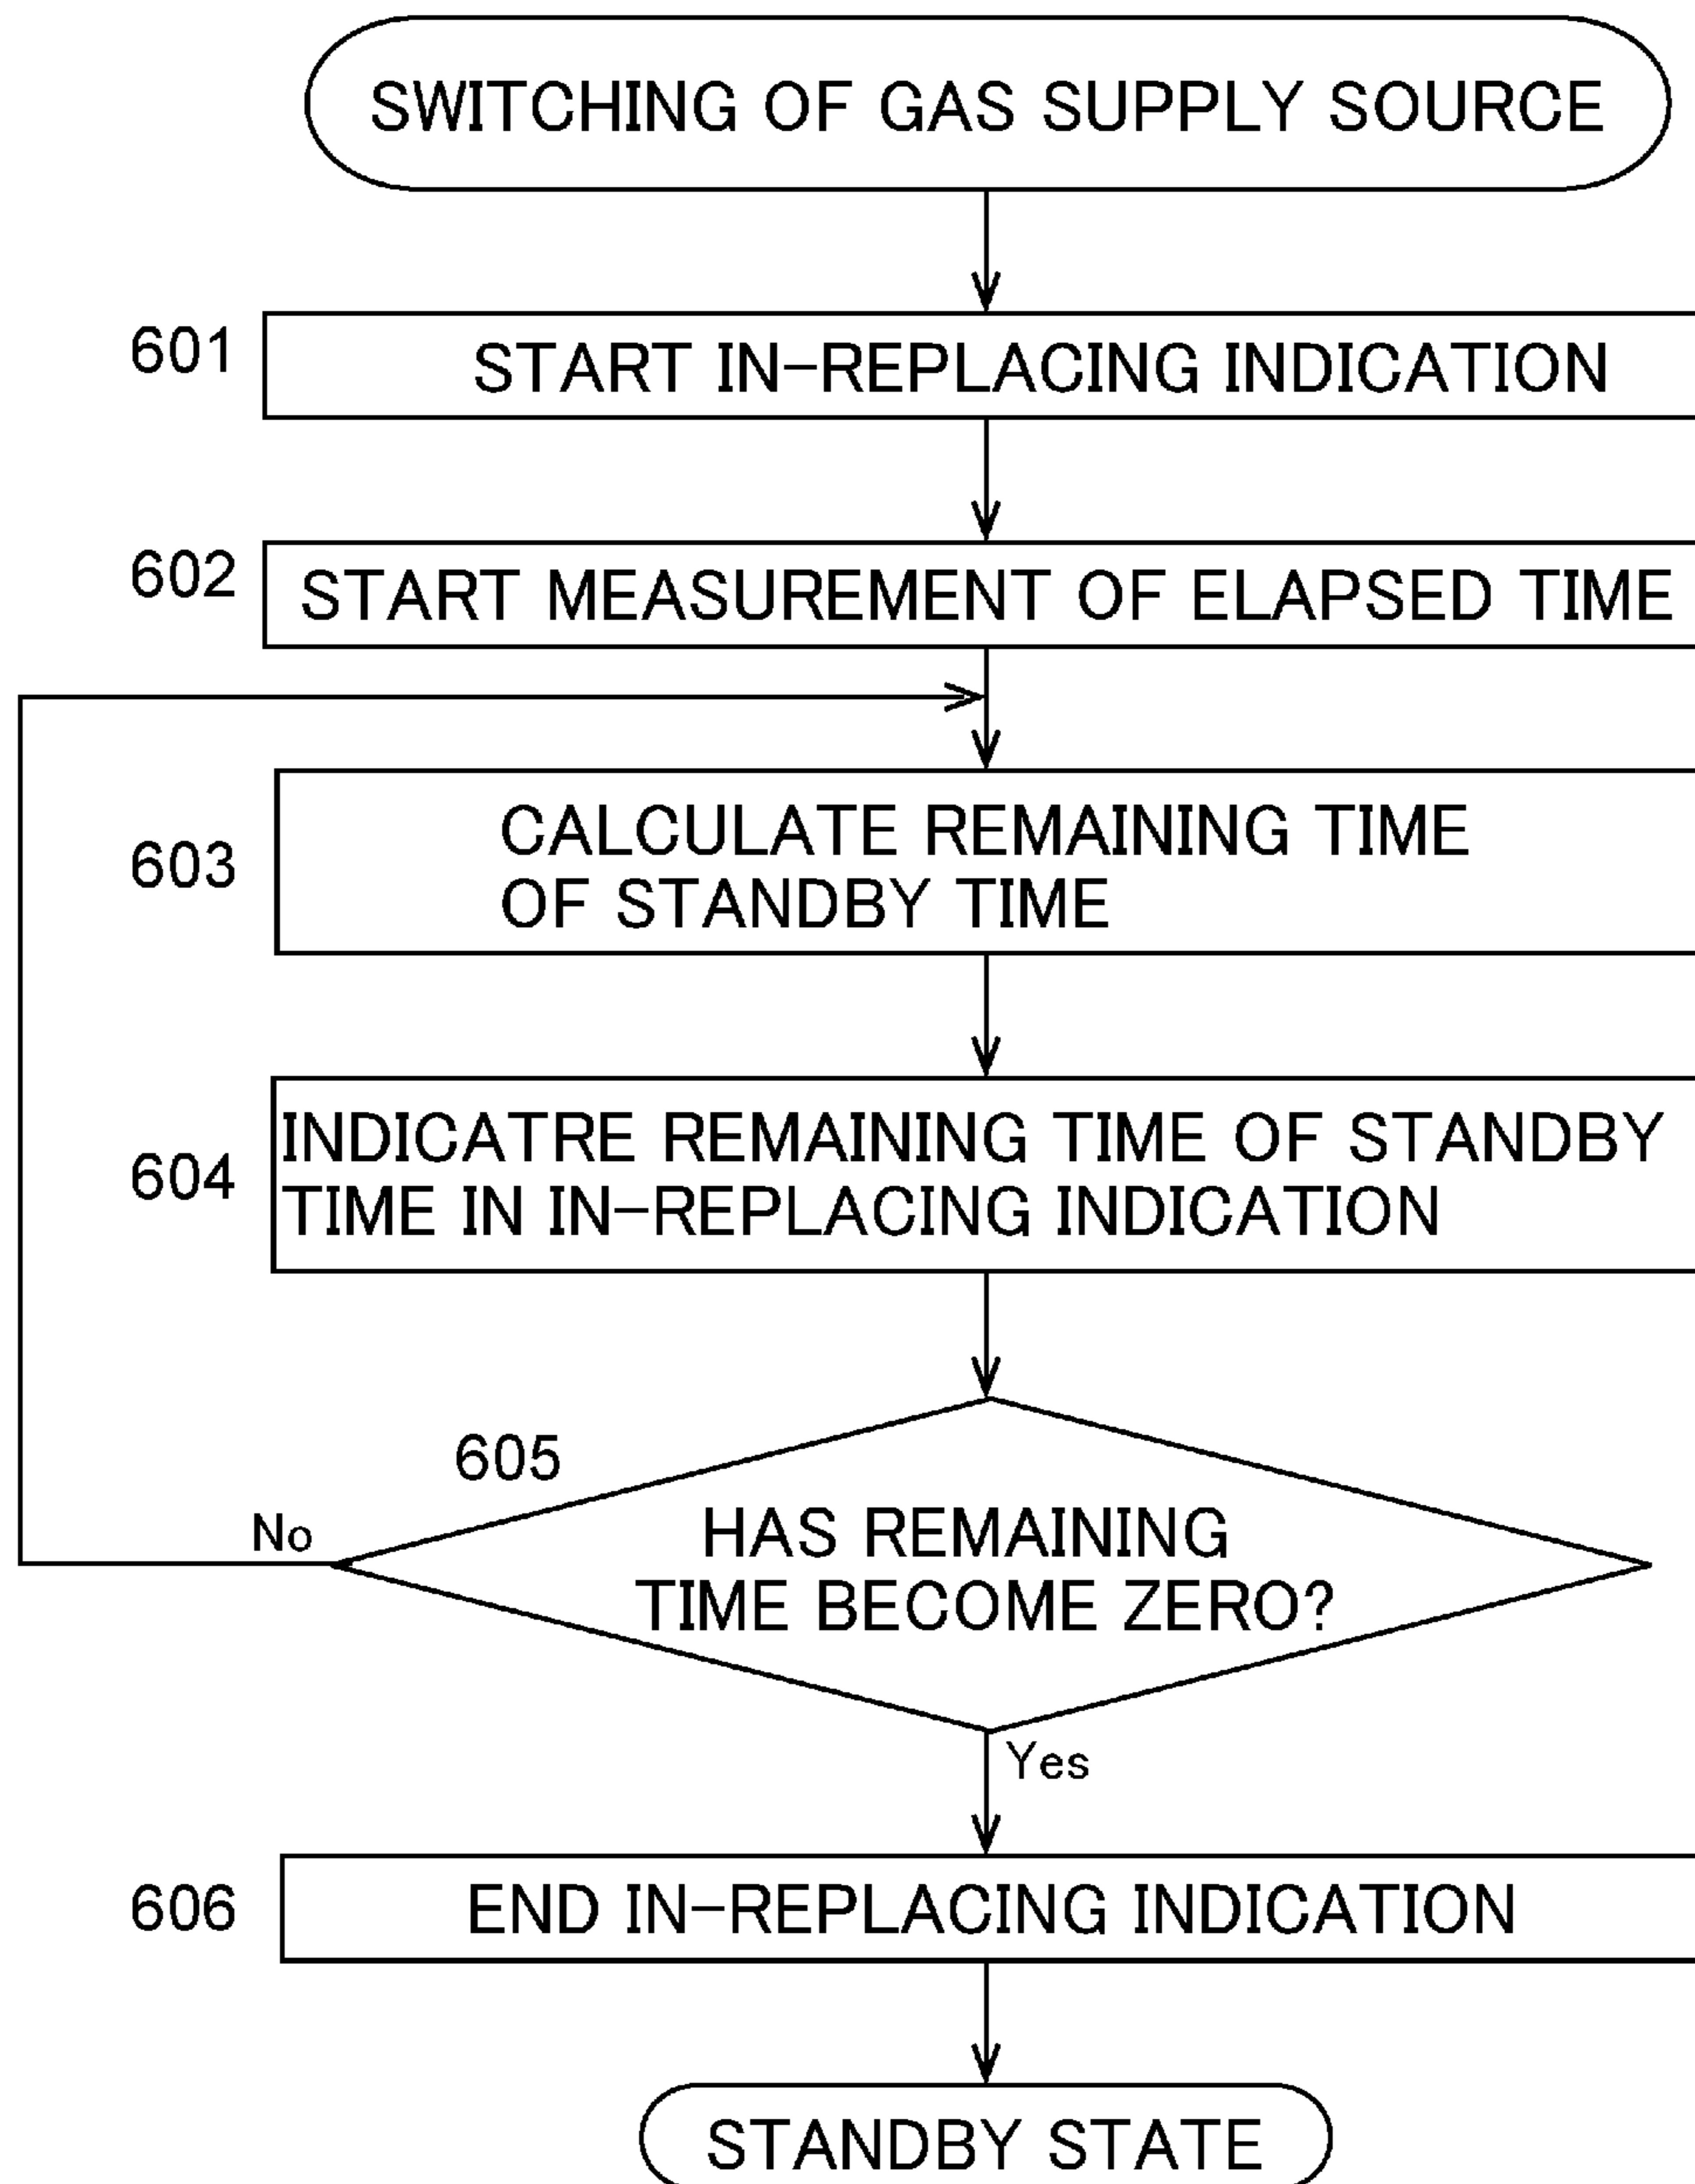 SWITCHING OF GAS SUPPLY SOURCE
601
START IN-REPLACING INDICATION
602
START MEASUREMENT OF ELAPSED TIME
603
CALCULATE REMAINING TIME
OF STANDBY TIME
604
INDICATRE REMAINING TIME OF STANDBY
TIME IN IN-REPLACING INDICATION
605
No
HAS REMAINING
TIME BECOME ZERO?
Yes
606
END IN-REPLACING INDICATION
STANDBY STATE